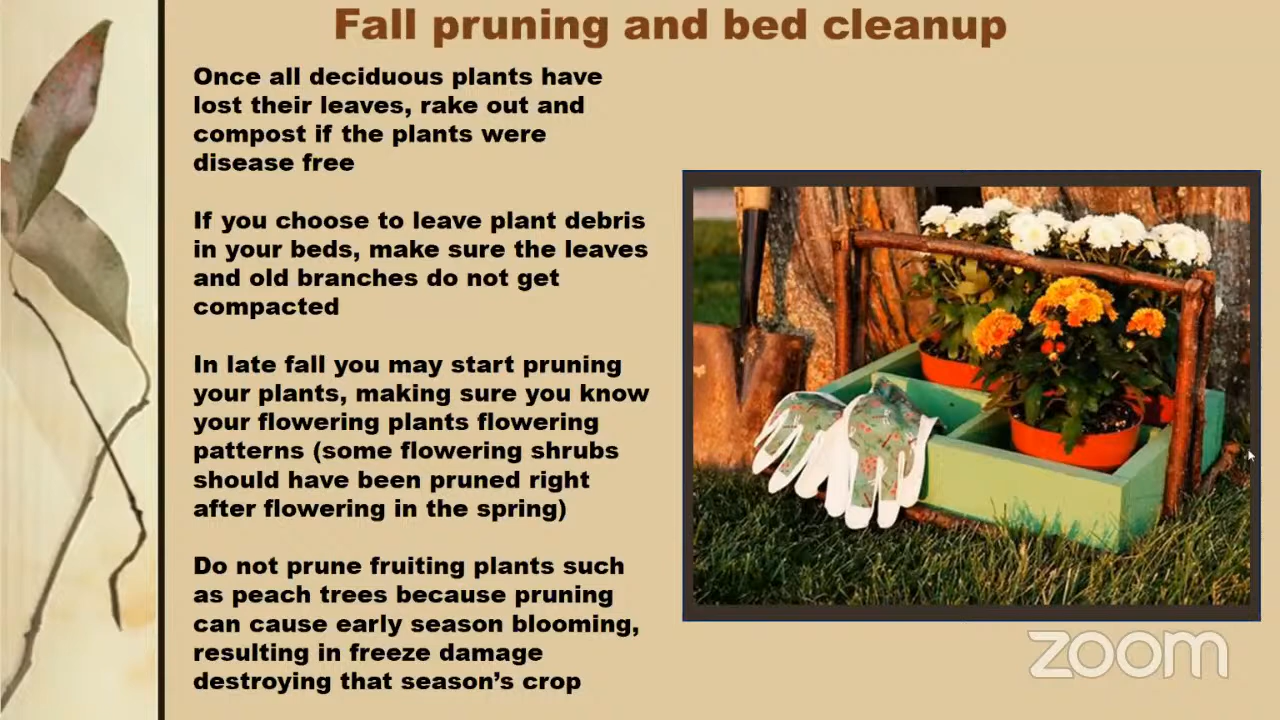 Fall pruning and bed cleanup
Once all deciduous plants have
lost their leaves, rake out and
compost if the plants were
disease free
If you choose to leave plant debris
in your beds, make sure the leaves
and old branches do not get
compacted
In late fall you may start pruning
your plants, making sure you know
your flowering plants flowering
patterns (some flowering shrubs
should have been pruned right
after flowering in the spring)
Do not prune fruiting plants such
as peach trees because pruning
can cause early season blooming,
resulting in freeze damage
destroying that season’s crop
zoom